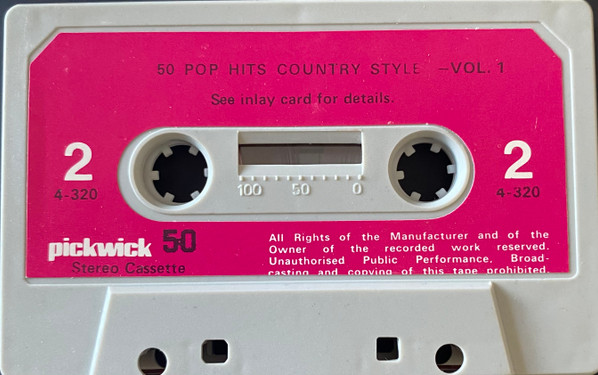 50 POP HITS COUNTRY STYLE -VOL. 1
See inlay card for details.
2 2
4-320 4-320
100 50 0
pickwick 50
Stereo Cassette
All Rights of the Manufacturer and of the
Owner of the recorded work reserved.
Unauthorised Public Performance. Broad-
casting and copying of this tape prohibited.